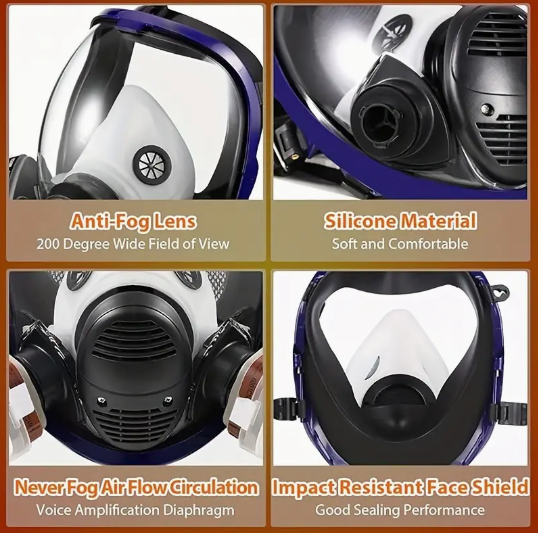 Anti-Fog Lens
200 Degree Wide Field of View
Silicone Material
Soft and Comfortable
Never Fog Air Flow Circulation
Voice Amplification Diaphragm
Impact Resistant Face Shield
Good Sealing Performance